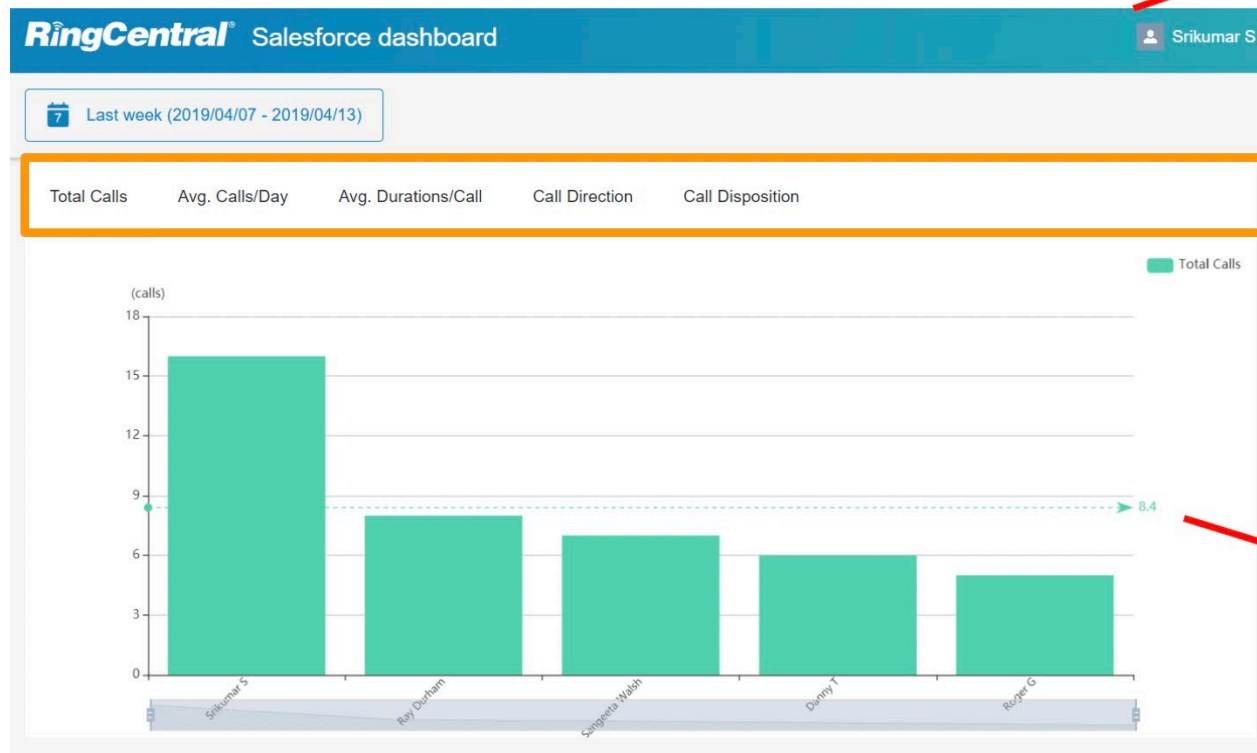 RingCentral® Salesforce dashboard
Srikumar S
7
Last week (2019/04/07 - 2019/04/13)
Total Calls Avg. Calls/Day Avg. Durations/Call Call Direction Call Disposition
Total Calls
(calls)
18
15
12
9
8.4
6
3
0
Srikumar S Ray Durham Sangeeta Walsh Danny T Roger G